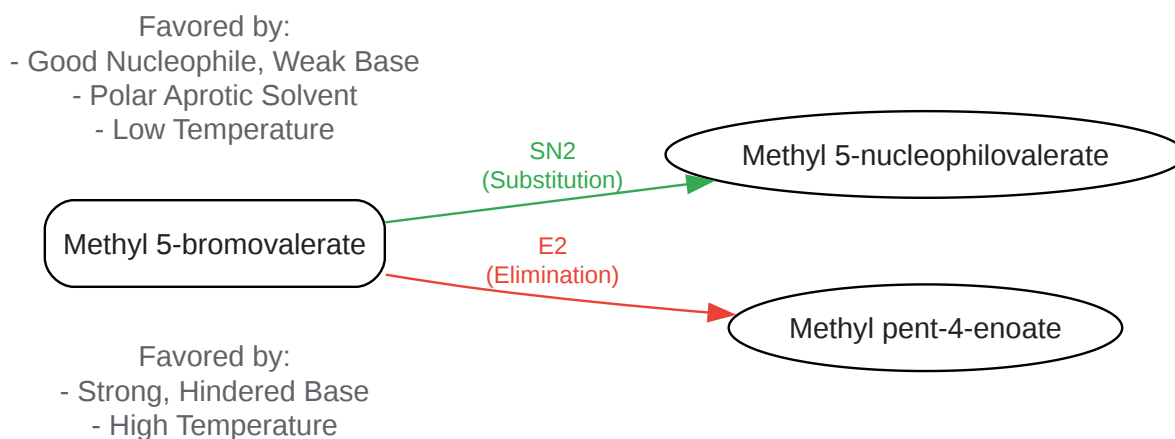 Favored by:
- Good Nucleophile, Weak Base
- Polar Aprotic Solvent
- Low Temperature
SN2
(Substitution)
Methyl 5-nucleophilovalerate
Methyl 5-bromovalerate
E2
(Elimination)
Methyl pent-4-enoate
Favored by:
- Strong, Hindered Base
- High Temperature